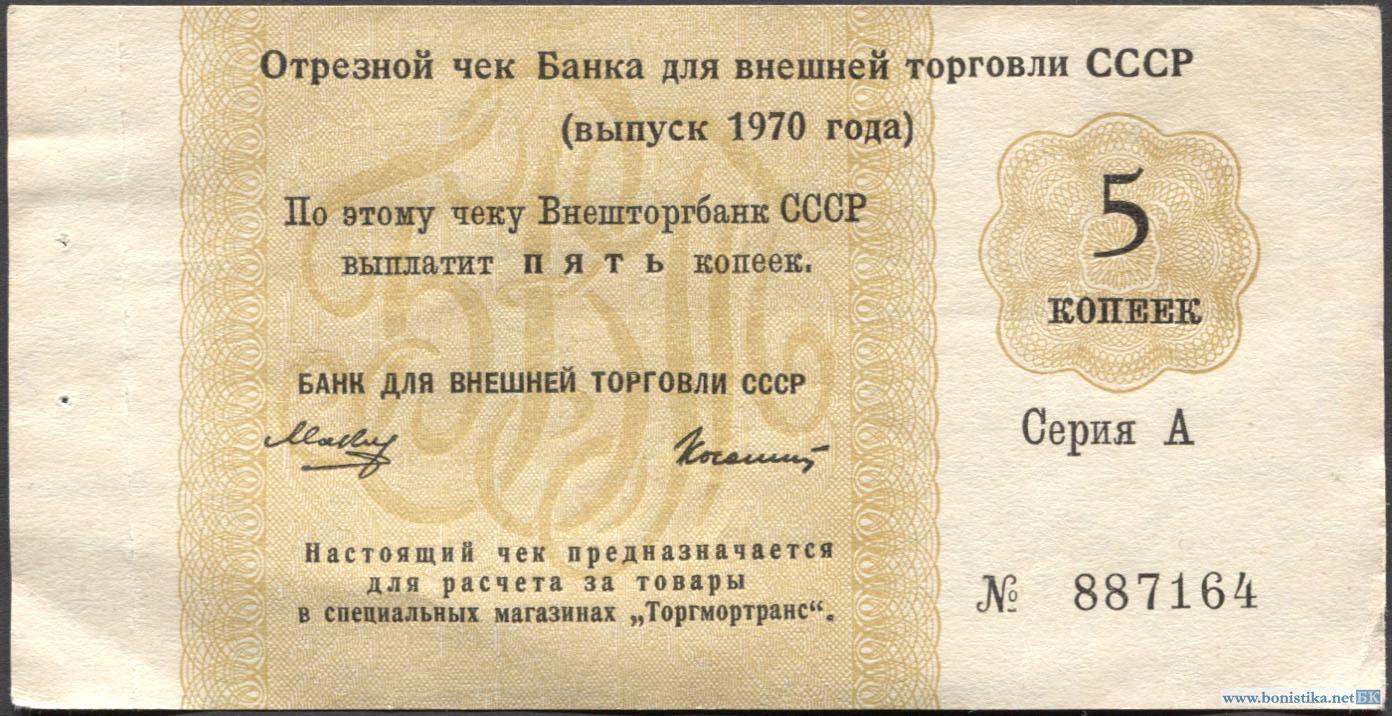 Отрезной чек Банка для внешней торговли СССР
(выпуск 1970 года)
По этому чеку Внешторгбанк СССР
выплатит пять копеек.
5
КОПЕЕК
БАНК ДЛЯ ВНЕШНЕЙ ТОРГОВЛИ СССР
Серия А
Настоящий чек предназначается
для расчета за товары
в специальных магазинах „Торгмортранс“.
№ 887164
www.bonistika.net БК